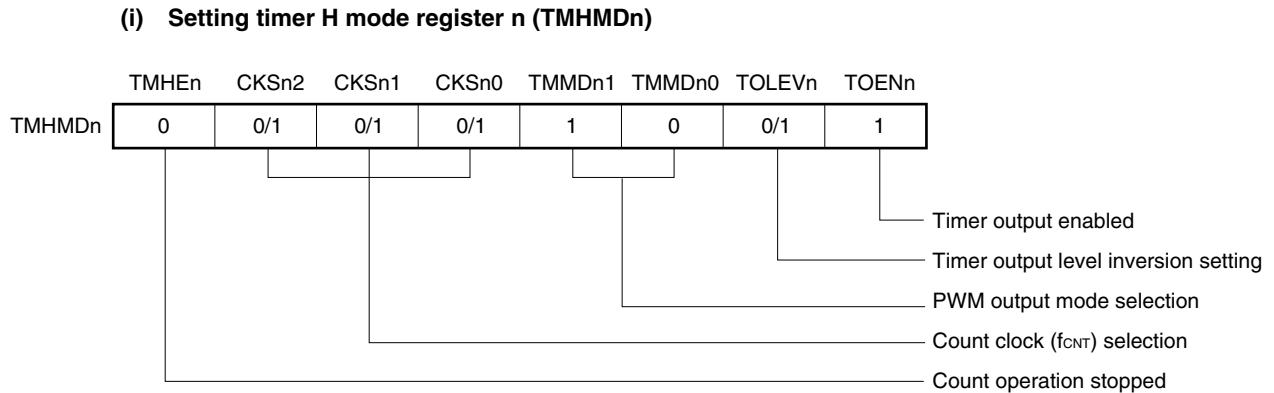 (i) Setting timer H mode register n (TMHMDn)
TMHEn CKSn2 CKSn1 CKSn0 TMMDn1 TMMDn0 TOLEVn TOENn
TMHMDn 0 0/1 0/1 0/1 1 0 0/1 1
Timer output enabled
Timer output level inversion setting
PWM output mode selection
Count clock (fCNT) selection
Count operation stopped